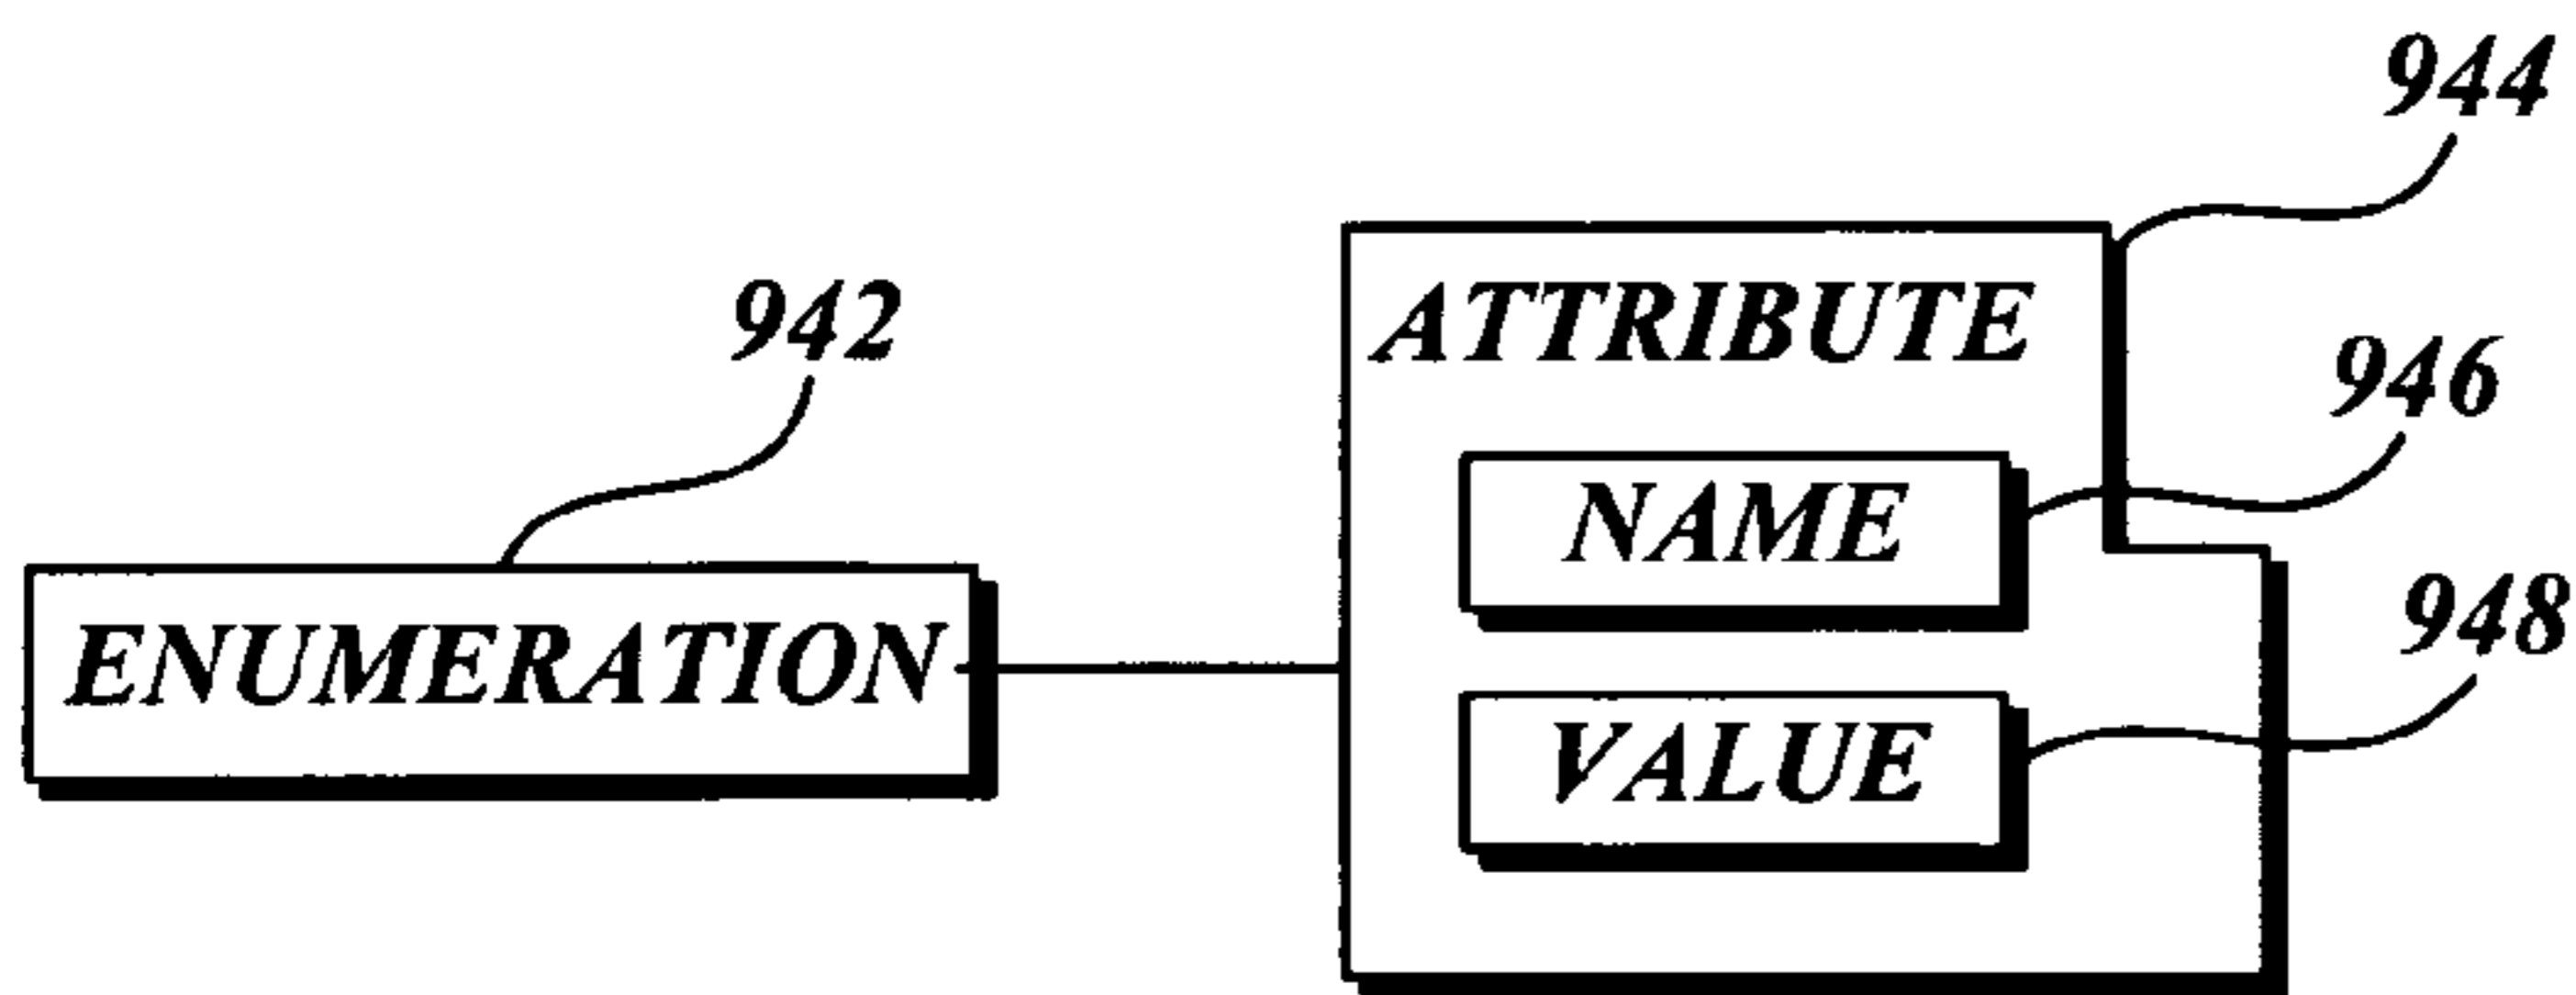 944
942
ATTRIBUTE
946
NAME
948
ENUMERATION
VALUE